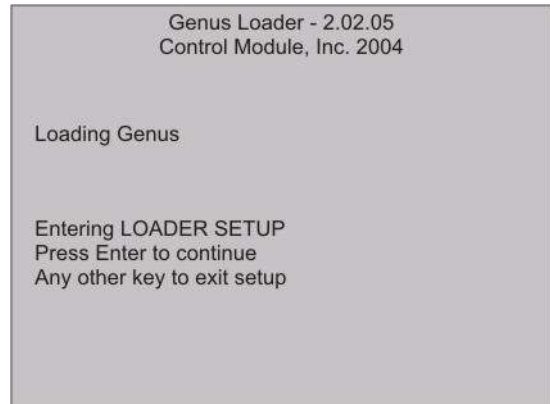 Genus Loader - 2.02.05
Control Module, Inc. 2004
Loading Genus
Entering LOADER SETUP
Press Enter to continue
Any other key to exit setup